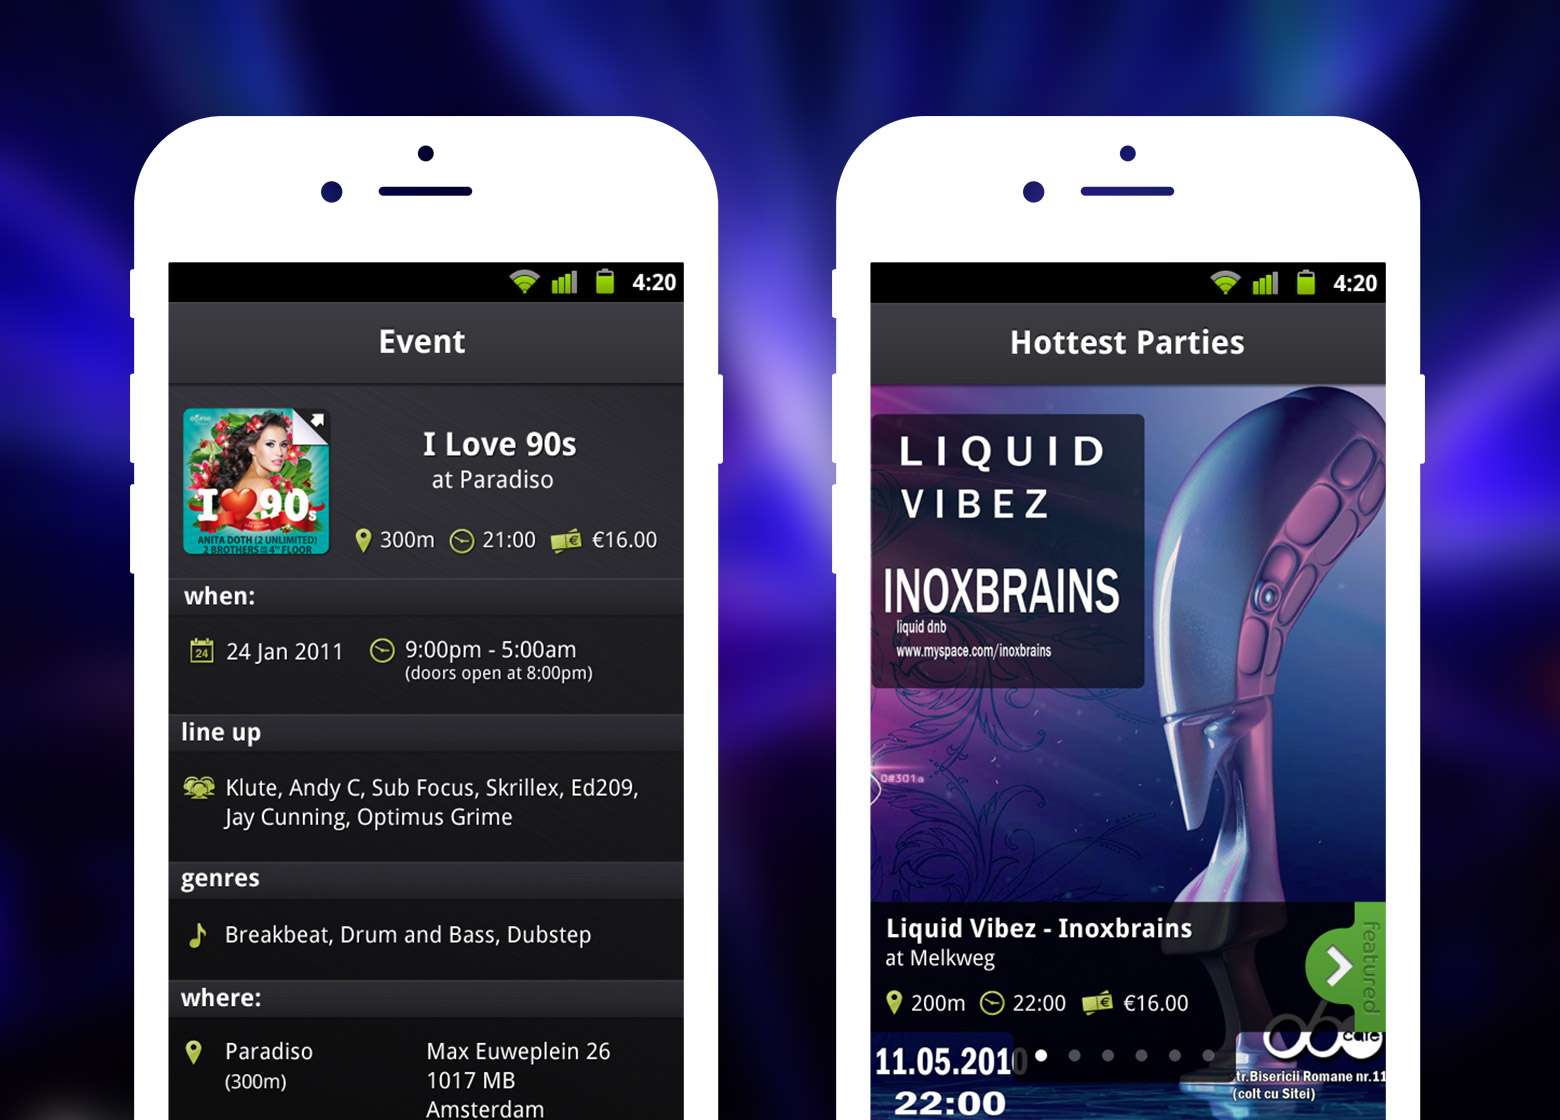 4:20
Event
I ❤ 90s
ANITA DOTH (2 UNLIMITED)
2 BROTHERS ON THE 4TH FLOOR
I Love 90s
at Paradiso
300m 21:00 €16.00
when:
24 24 Jan 2011 9:00pm - 5:00am
(doors open at 8:00pm)
line up
Klute, Andy C, Sub Focus, Skrillex, Ed209,
Jay Cunning, Optimus Grime
genres
Breakbeat, Drum and Bass, Dubstep
where:
Paradiso Max Euweplein 26
(300m) 1017 MB
Amsterdam
4:20
Hottest Parties
LIQUID
VIBEZ
INOXBRAINS
liquid dnb
www.myspace.com/inoxbrains
0#301a
Liquid Vibez - Inoxbrains
at Melkweg
200m 22:00 €16.00
featured
cafe
11.05.2010
tr.Bisericii Romane nr.11
22:00
(colt cu Sitei)